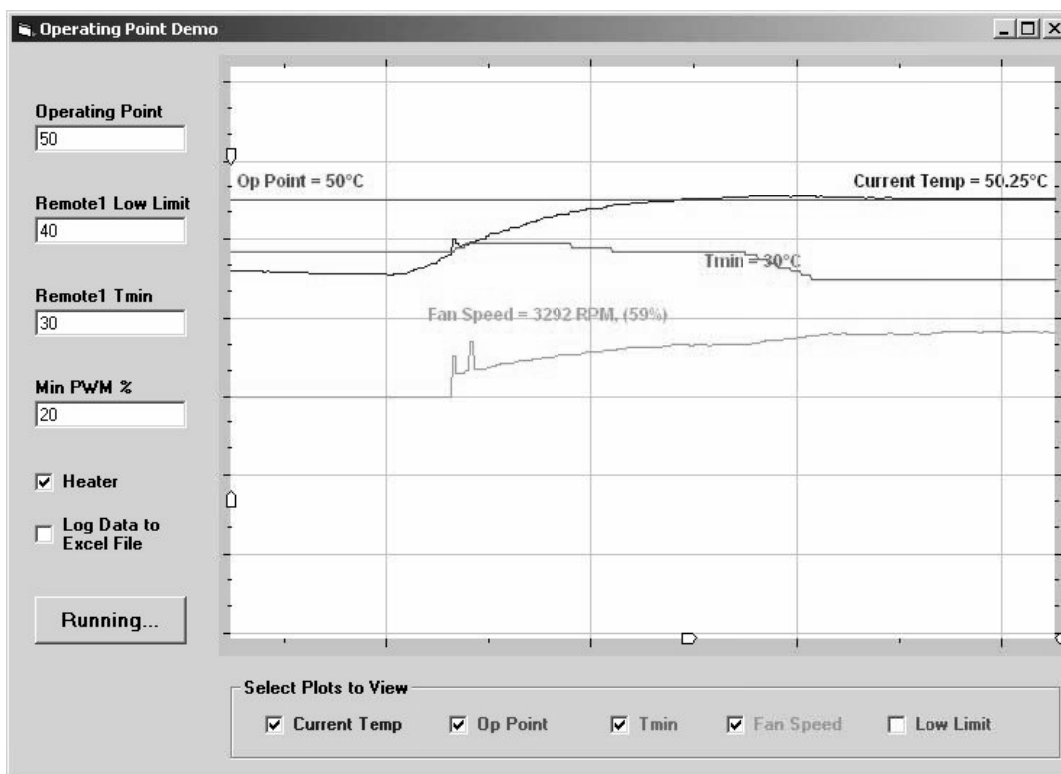 Operating Point Demo
Operating Point
50
Remote1 Low Limit
40
Remote1 Tmin
30
Min PWM %
20
Heater
Log Data to
Excel File
Running...
Op Point = 50°C
Current Temp = 50.25°C
Tmin = 30°C
Fan Speed = 3292 RPM, (59%)
Select Plots to View
Current Temp
Op Point
Tmin
Fan Speed
Low Limit